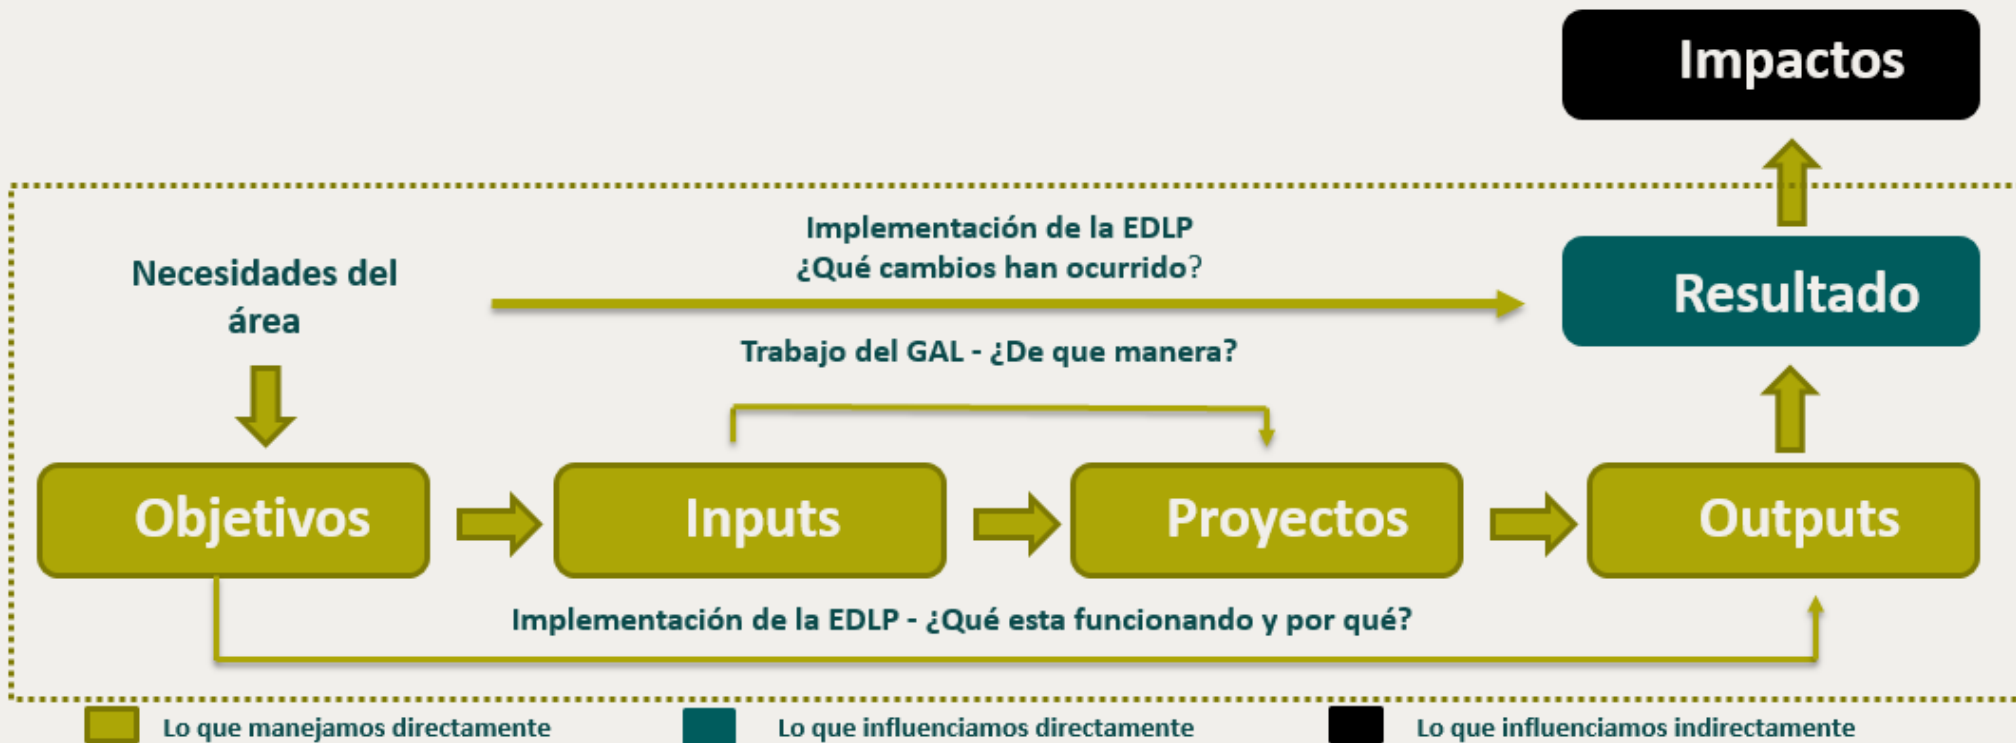 Impactos
Implementación de la EDLP
¿Qué cambios han ocurrido?
Necesidades del
área
Resultado
Trabajo del GAL - ¿De que manera?
Objetivos
Inputs
Proyectos
Outputs
Implementación de la EDLP - ¿Qué esta funcionando y por qué?
Lo que manejamos directamente
Lo que influenciamos directamente
Lo que influenciamos indirectamente